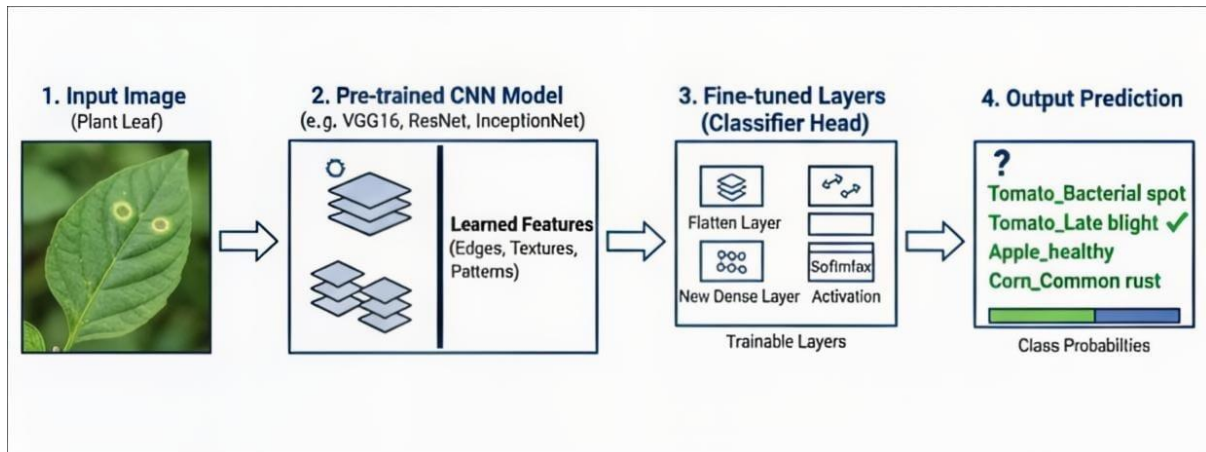 1. Input Image
(Plant Leaf)
2. Pre-trained CNN Model
(e.g. VGG16, ResNet, InceptionNet)
Learned Features
(Edges, Textures,
Patterns)
3. Fine-tuned Layers
(Classifier Head)
Flatten Layer
New Dense Layer
Sofimfax
Activation
Trainable Layers
4. Output Prediction
?
Tomato_Bacterial spot
Tomato_Late blight ✓
Apple_healthy
Corn_Common rust
Class Probabilties